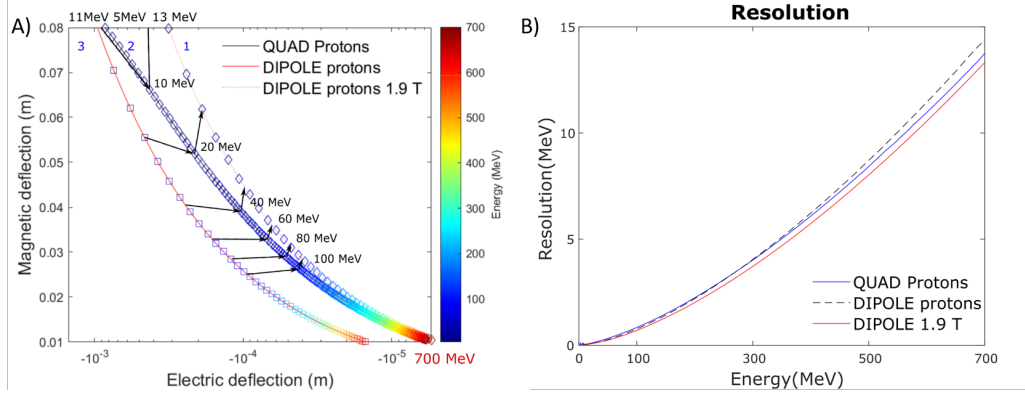 A)
11MeV 5MeV 13 MeV
0.08
0.07
0.06
0.05
0.04
0.03
0.02
0.01
Magnetic deflection (m)
3
2
1
QUAD Protons
DIPOLE protons
DIPOLE protons 1.9 T
10 MeV
20 MeV
40 MeV
60 MeV
80 MeV
100 MeV
-10⁻³
-10⁻⁴
-10⁻⁵
700 MeV
Electric deflection (m)
700
600
500
400
300
200
100
Energy (MeV)
B)
Resolution
15
10
5
0
Resolution(MeV)
QUAD Protons
DIPOLE protons
DIPOLE 1.9 T
0
100
300
500
700
Energy(MeV)